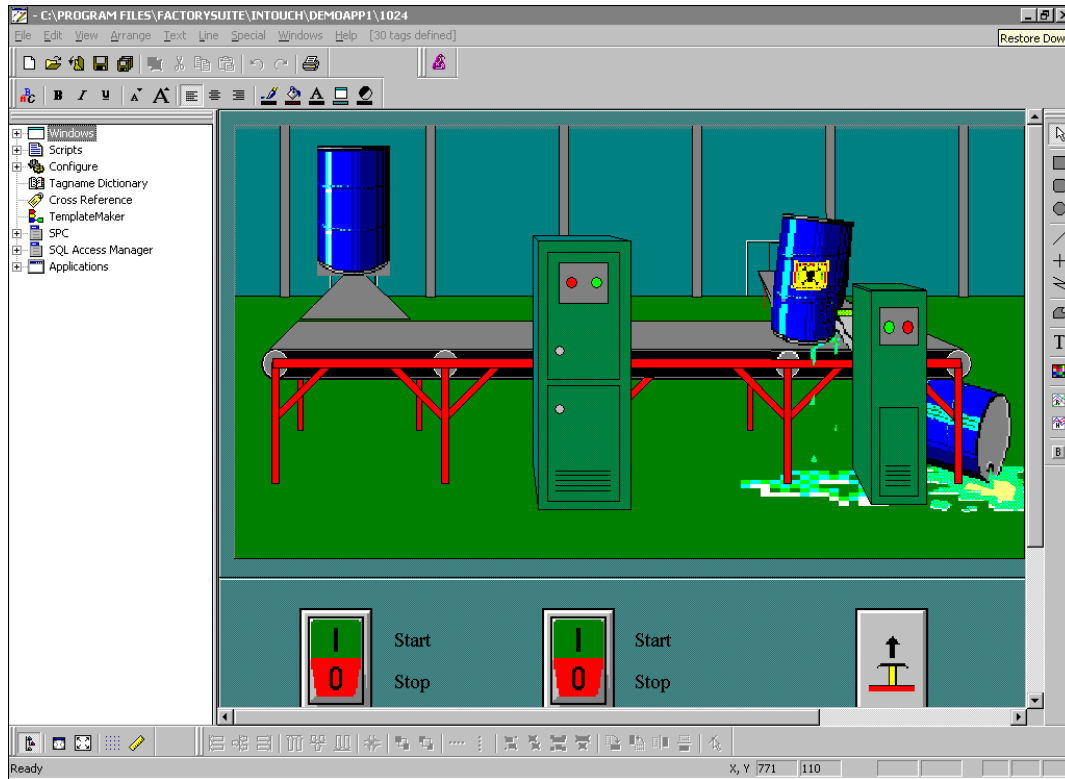 - C:\PROGRAM FILES\FACTORYSUITE\INTOUCH\DEMOAPP1\1024
File Edit View Arrange Text Line Special Windows Help [30 tags defined]
Restore Dow
B I U A A A
Windows
Scripts
Configure
Tagname Dictionary
Cross Reference
TemplateMaker
SPC
SQL Access Manager
Applications
T
B
I Start I Start
0 Stop 0 Stop
Ready X, Y 771 110